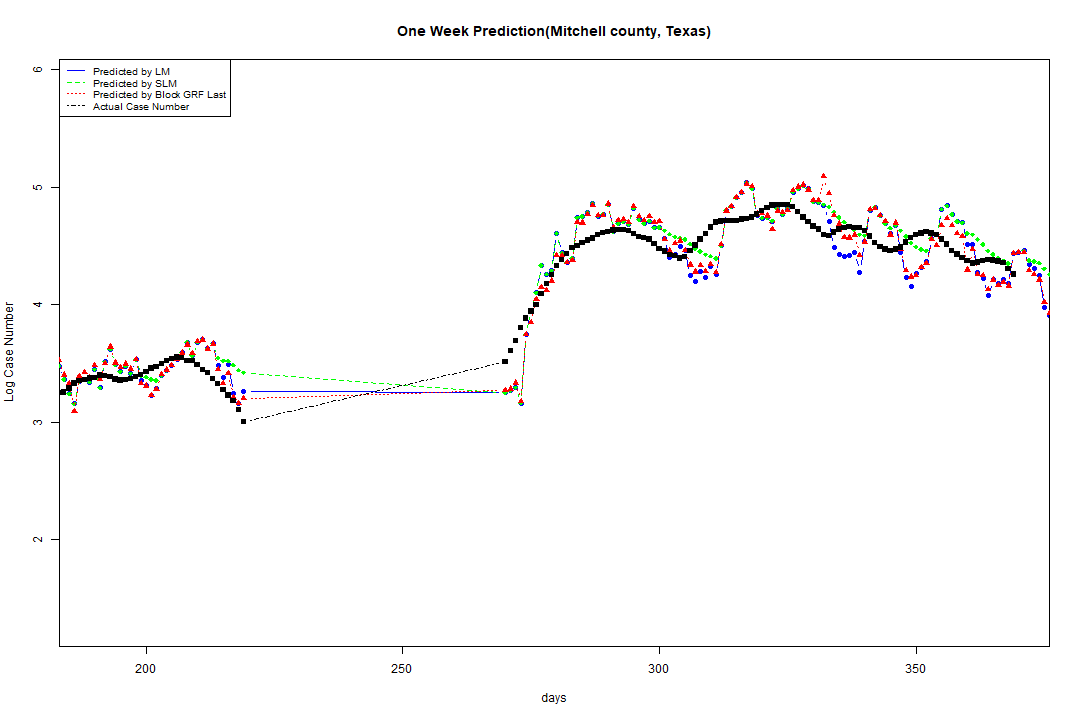 One Week Prediction(Mitchell county, Texas)
Predicted by LM
Predicted by SLM
Predicted by Block GRF Last
Actual Case Number
6
5
4
3
2
Log Case Number
200 250 300 350
days